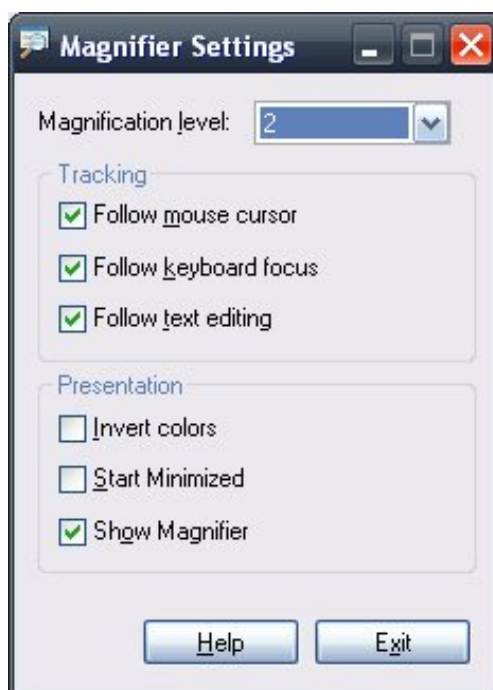 Magnifier Settings
Magnification level: 2
Tracking
Follow mouse cursor
Follow keyboard focus
Follow text editing
Presentation
Invert colors
Start Minimized
Show Magnifier
Help Exit